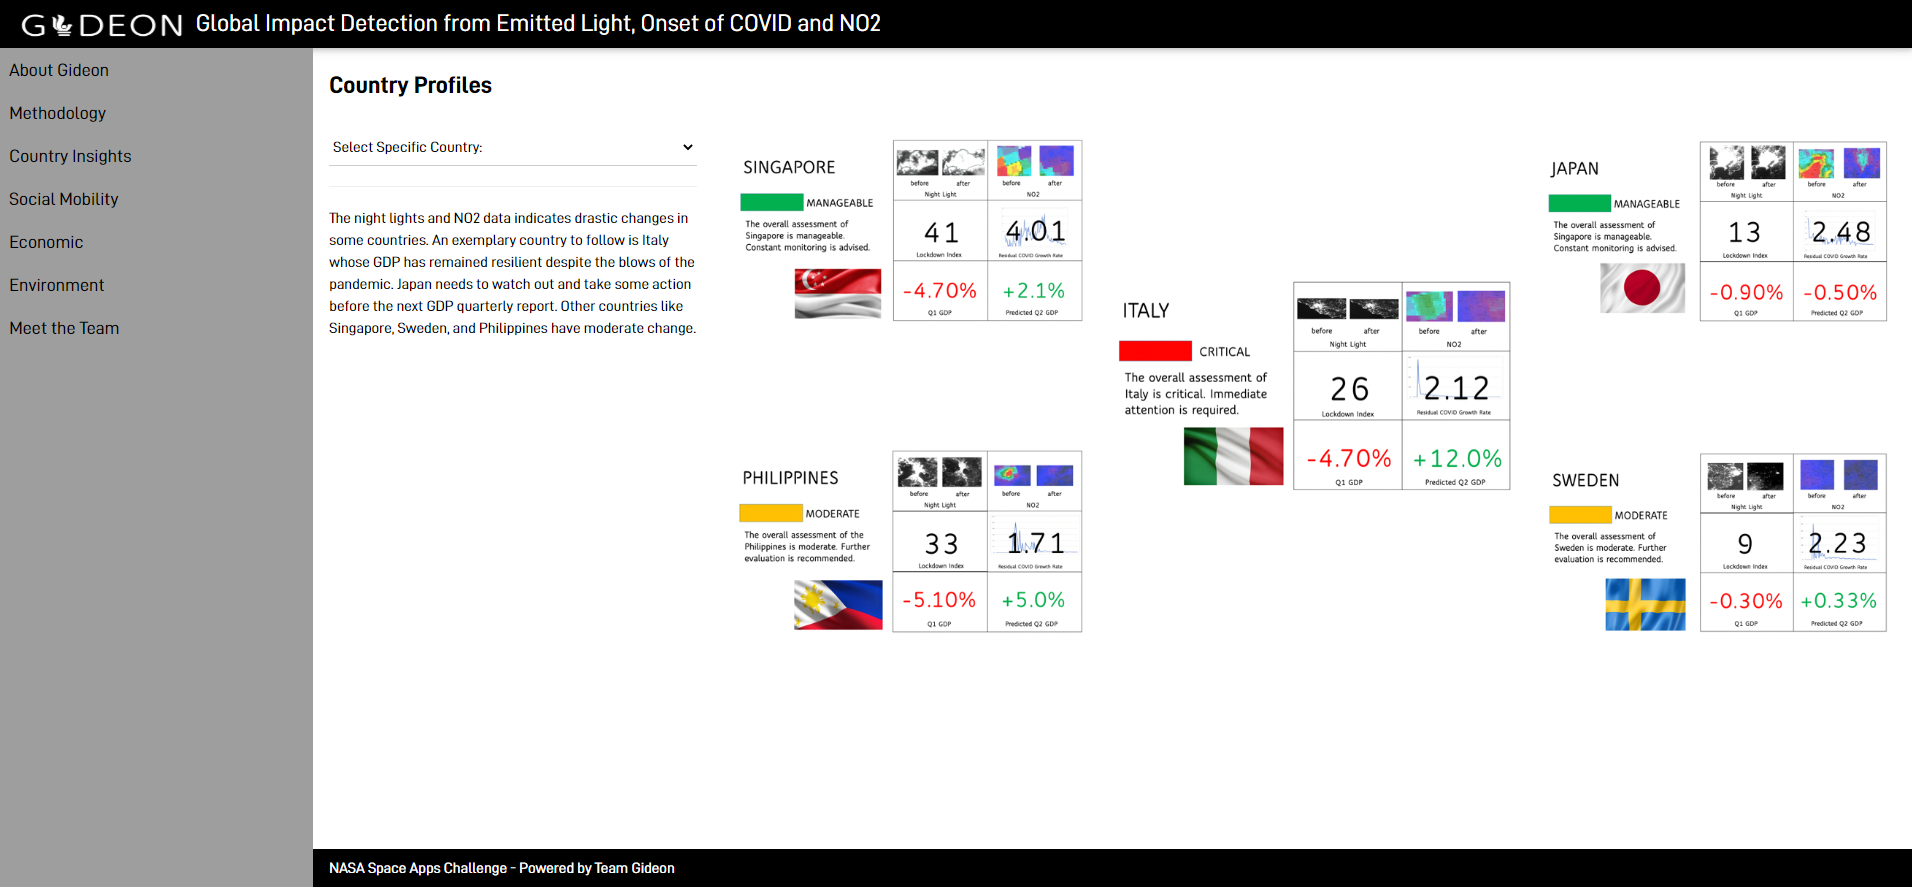 GIDEON Global Impact Detection from Emitted Light, Onset of COVID and NO2
About Gideon
Methodology
Country Insights
Social Mobility
Economic
Environment
Meet the Team
Country Profiles
Select Specific Country:
The night lights and NO2 data indicates drastic changes in
some countries. An exemplary country to follow is Italy
whose GDP has remained resilient despite the blows of the
pandemic. Japan needs to watch out and take some action
before the next GDP quarterly report. Other countries like
Singapore, Sweden, and Philippines have moderate change.
SINGAPORE
MANAGEABLE
The overall assessment of
Singapore is manageable.
Constant monitoring is advised.
before after before after
Night Light NO2
41 4.01
Lockdown Index Residual COVID Growth Rate
-4.70% +2.1%
Q1 GDP Predicted Q2 GDP
PHILIPPINES
MODERATE
The overall assessment of the
Philippines is moderate. Further
evaluation is recommended.
before after before after
Night Light NO2
33 1.71
Lockdown Index Residual COVID Growth Rate
-5.10% +5.0%
Q1 GDP Predicted Q2 GDP
ITALY
CRITICAL
The overall assessment of
Italy is critical. Immediate
attention is required.
before after before after
Night Light NO2
26 2.12
Lockdown Index Residual COVID Growth Rate
-4.70% +12.0%
Q1 GDP Predicted Q2 GDP
JAPAN
MANAGEABLE
The overall assessment of
Singapore is manageable.
Constant monitoring is advised.
before after before after
Night Light NO2
13 2.48
Lockdown Index Residual COVID Growth Rate
-0.90% -0.50%
Q1 GDP Predicted Q2 GDP
SWEDEN
MODERATE
The overall assessment of
Sweden is moderate. Further
evaluation is recommended.
before after before after
Night Light NO2
9 2.23
Lockdown Index Residual COVID Growth Rate
-0.30% +0.33%
Q1 GDP Predicted Q2 GDP
NASA Space Apps Challenge - Powered by Team Gideon